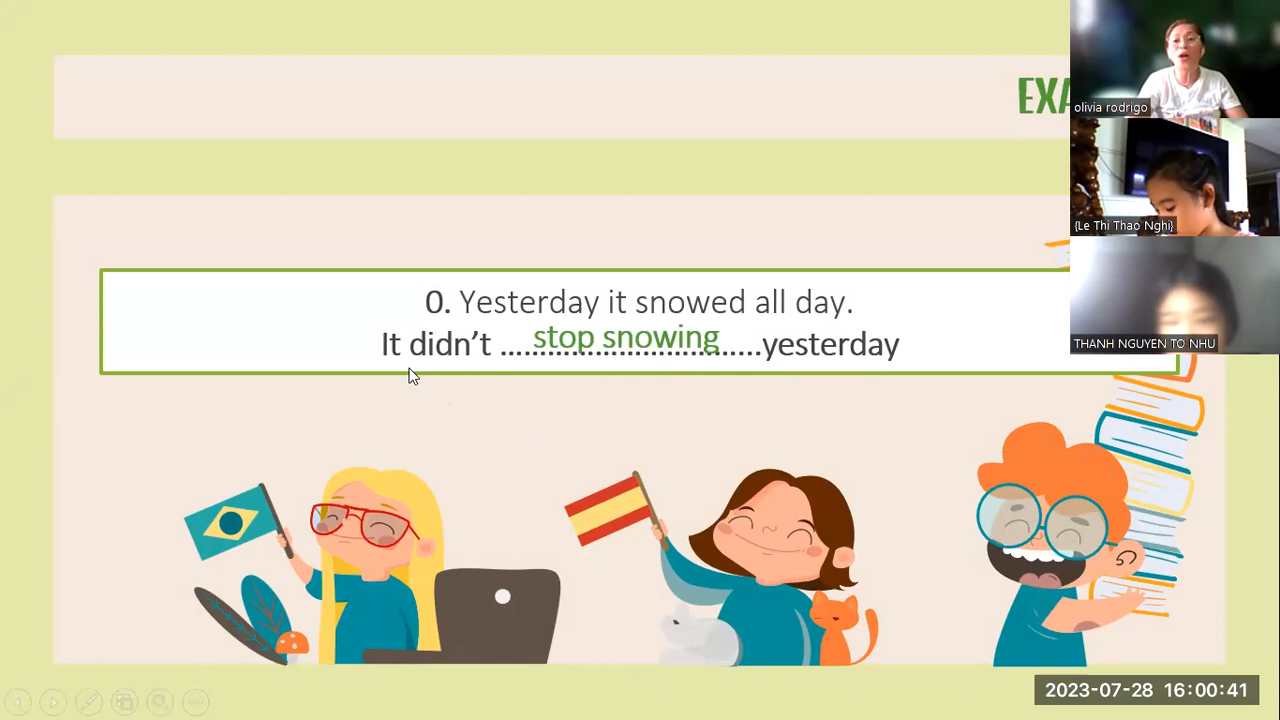 EXA
olivia rodrigo
{Le Thi Thao Nghi}
0. Yesterday it snowed all day.
It didn't ....stop snowing....yesterday
THANH NGUYEN TO NHU
2023-07-28 16:00:41